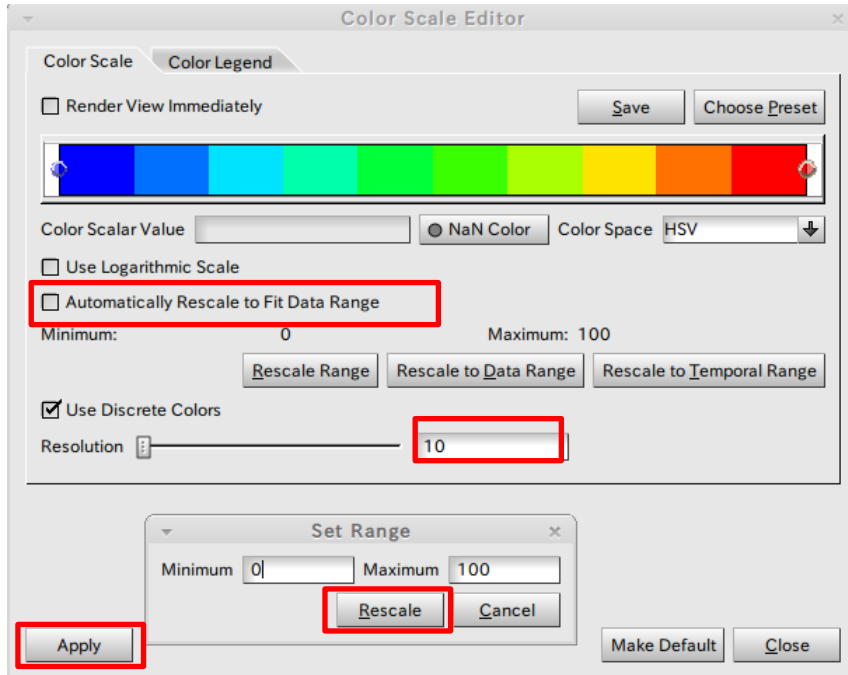 Color Scale Editor
Color Scale Color Legend
Render View Immediately Save Choose Preset
Color Scalar Value NaN Color Color Space HSV
Use Logarithmic Scale
Automatically Rescale to Fit Data Range
Minimum: 0 Maximum: 100
Rescale Range Rescale to Data Range Rescale to Temporal Range
Use Discrete Colors
Resolution 10
Set Range
Minimum 0 Maximum 100
Rescale Cancel
Apply Make Default Close